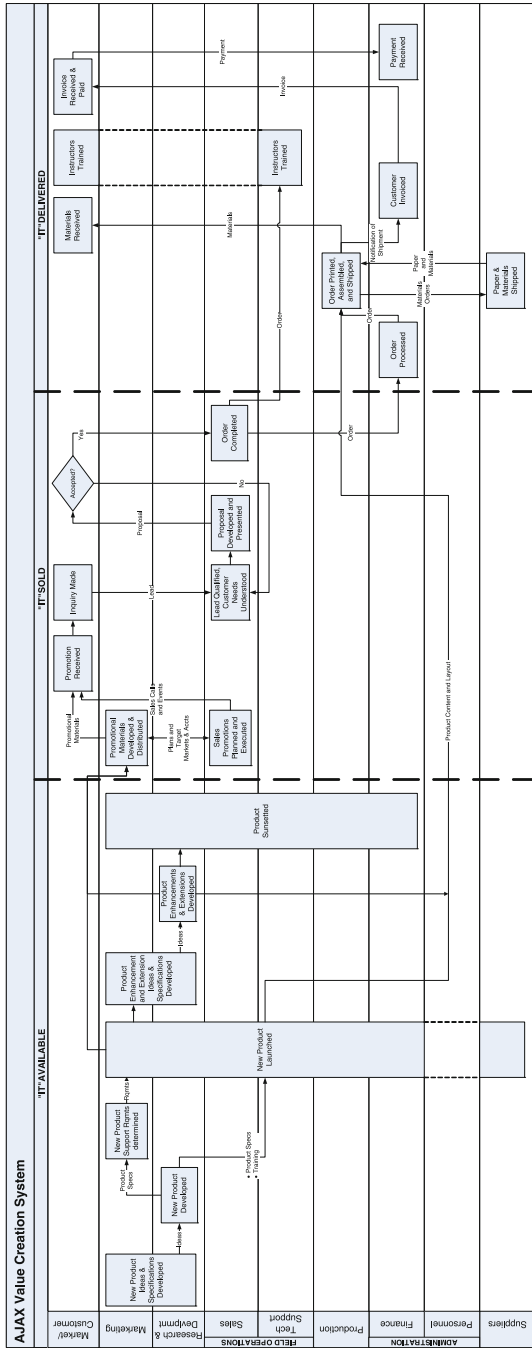 AJAX Value Creation System
"IT"AVAILABLE
"IT"SOLD
"IT"DELIVERED
Market/
Customer
Marketing
Research &
Devlpment
FIELD OPERATIONS
Sales
Tech
Support
Production
ADMINISTRATION
Finance
Personnel
Suppliers
New Product
Ideas &
Specifications
Developed
Ideas
New Product
Developed
Product
Specs
New Product
Support Rqmts
determined
Rqmts
• Product Specs
• Training
New Product
Launched
Product
Enhancement
and Extension
Ideas &
Specifications
Developed
Ideas
Product
Enhancements
& Extensions
Developed
Product
Sunsetted
Product Content and Layout
Promotional
Materials
Developed &
Distributed
Promotional
Materials
Plans and
Target
Markets & Accts
Sales
Promotions
Planned and
Executed
Sales Calls
and Events
Promotion
Received
Inquiry Made
Lead
Lead Qualified,
Customer
Needs
Understood
Proposal
Developed and
Presented
Proposal
Accepted?
Yes
No
Order
Completed
Order
Order
Order
Processed
Order
Order Printed,
Assembled,
and Shipped
Materials
Orders
Paper
and
Materials
Paper &
Materials
Shipped
Notification of
Shipment
Customer
Invoiced
Materials
Materials
Received
Instructors
Trained
Instructors
Trained
Invoice
Invoice
Received &
Paid
Payment
Payment
Received